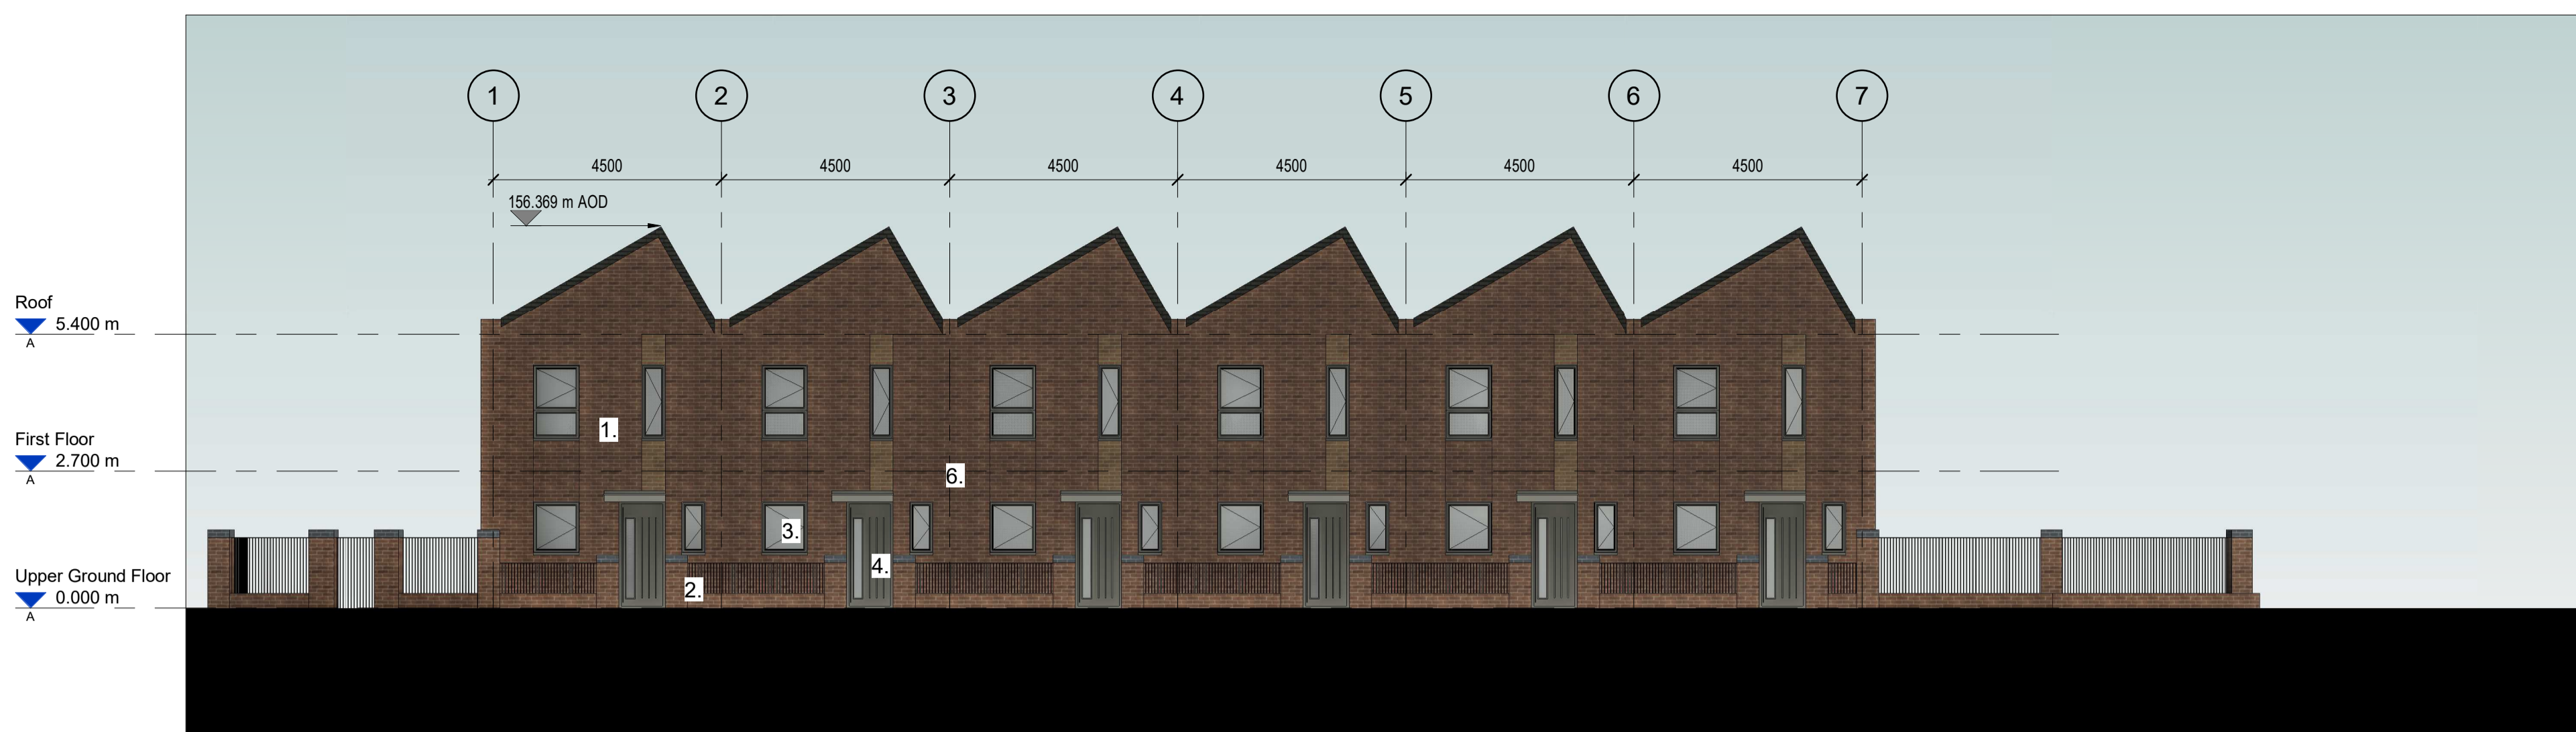 1 2 3 4 5 6 7
4500 4500 4500 4500 4500 4500
156.369 m AOD
Roof
5.400 m
A
1.
First Floor
2.700 m
A
6.
3.
4.
Upper Ground Floor
2.
0.000 m
A